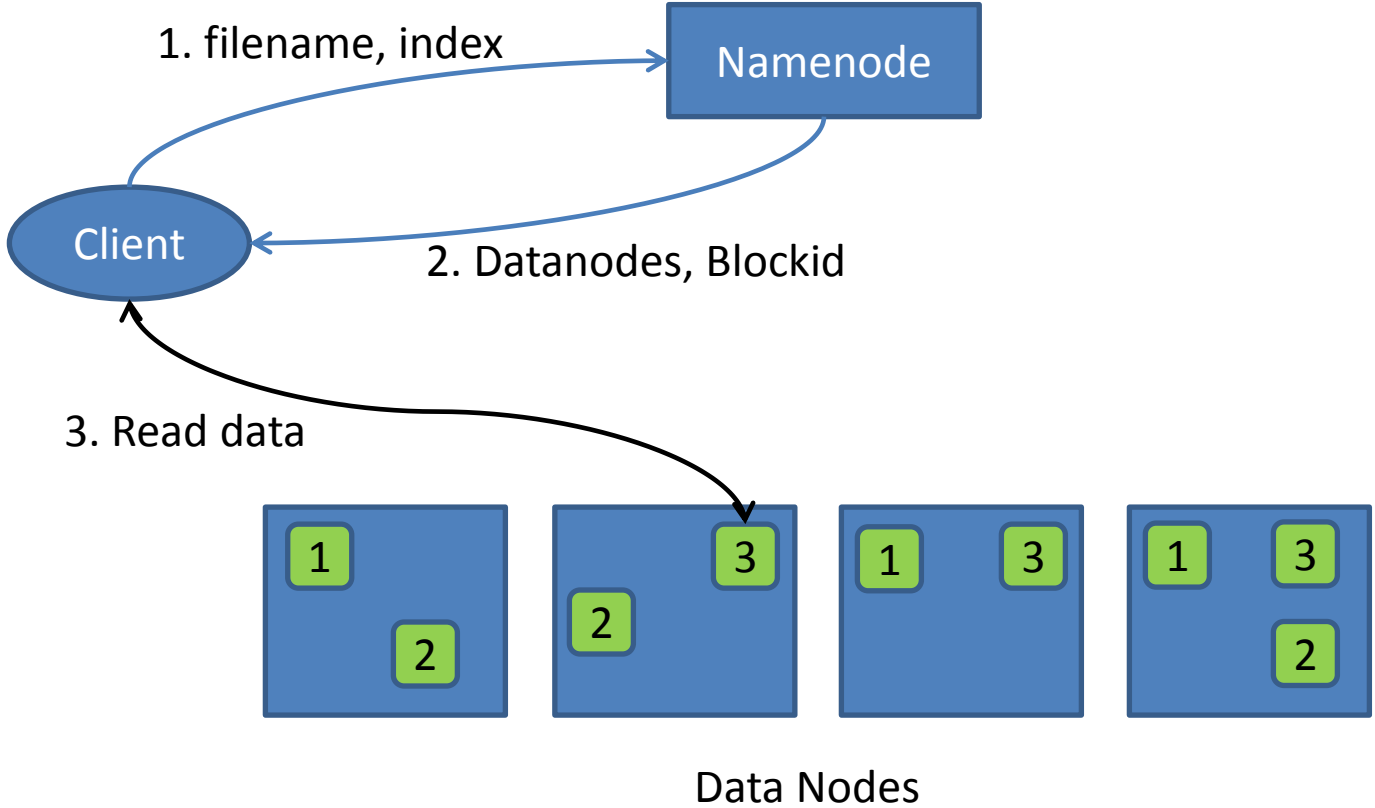 1. filename, index
Namenode
Client
2. Datanodes, Blockid
3. Read data
1
2
3
2
1
3
1
3
2
Data Nodes